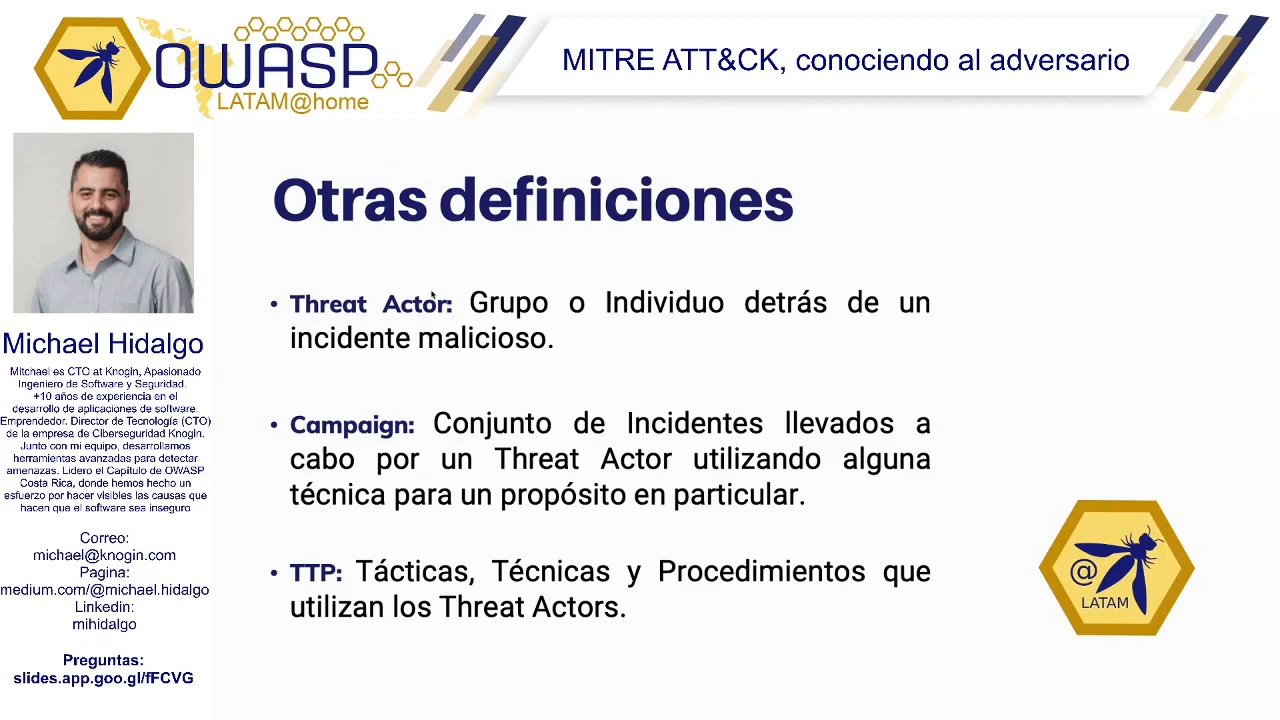 OWASP
LATAM@home
MITRE ATT&CK, conociendo al adversario
Michael Hidalgo
Mitchael es CTO at Knogin, Apasionado
Ingeniero de Software y Seguridad.
+10 años de experiencia en el
desarrollo de aplicaciones de software.
Emprendedor. Director de Tecnología (CTO)
de la empresa de Ciberseguridad Knogin.
Junto con mi equipo, desarrollamos
herramientas avanzadas para detectar
amenazas. Lidero el Capítulo de OWASP
Costa Rica, donde hemos hecho un
esfuerzo por hacer visibles las causas que
hacen que el software sea inseguro
Correo:
michael@knogin.com
Pagina:
medium.com/@michael.hidalgo
Linkedin:
mihidalgo
Preguntas:
slides.app.goo.gl/fFCVG
Otras definiciones
• Threat Actor: Grupo o Individuo detrás de un
incidente malicioso.
• Campaign: Conjunto de Incidentes llevados a
cabo por un Threat Actor utilizando alguna
técnica para un propósito en particular.
• TTP: Tácticas, Técnicas y Procedimientos que
utilizan los Threat Actors.
@
LATAM